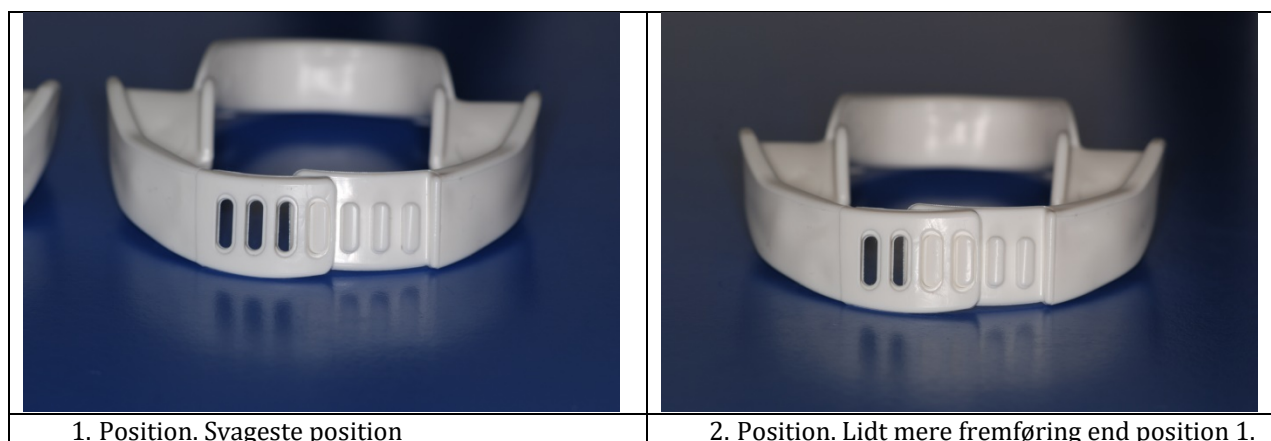 1. Position. Svageste position
2. Position. Lidt mere fremføring end position 1.